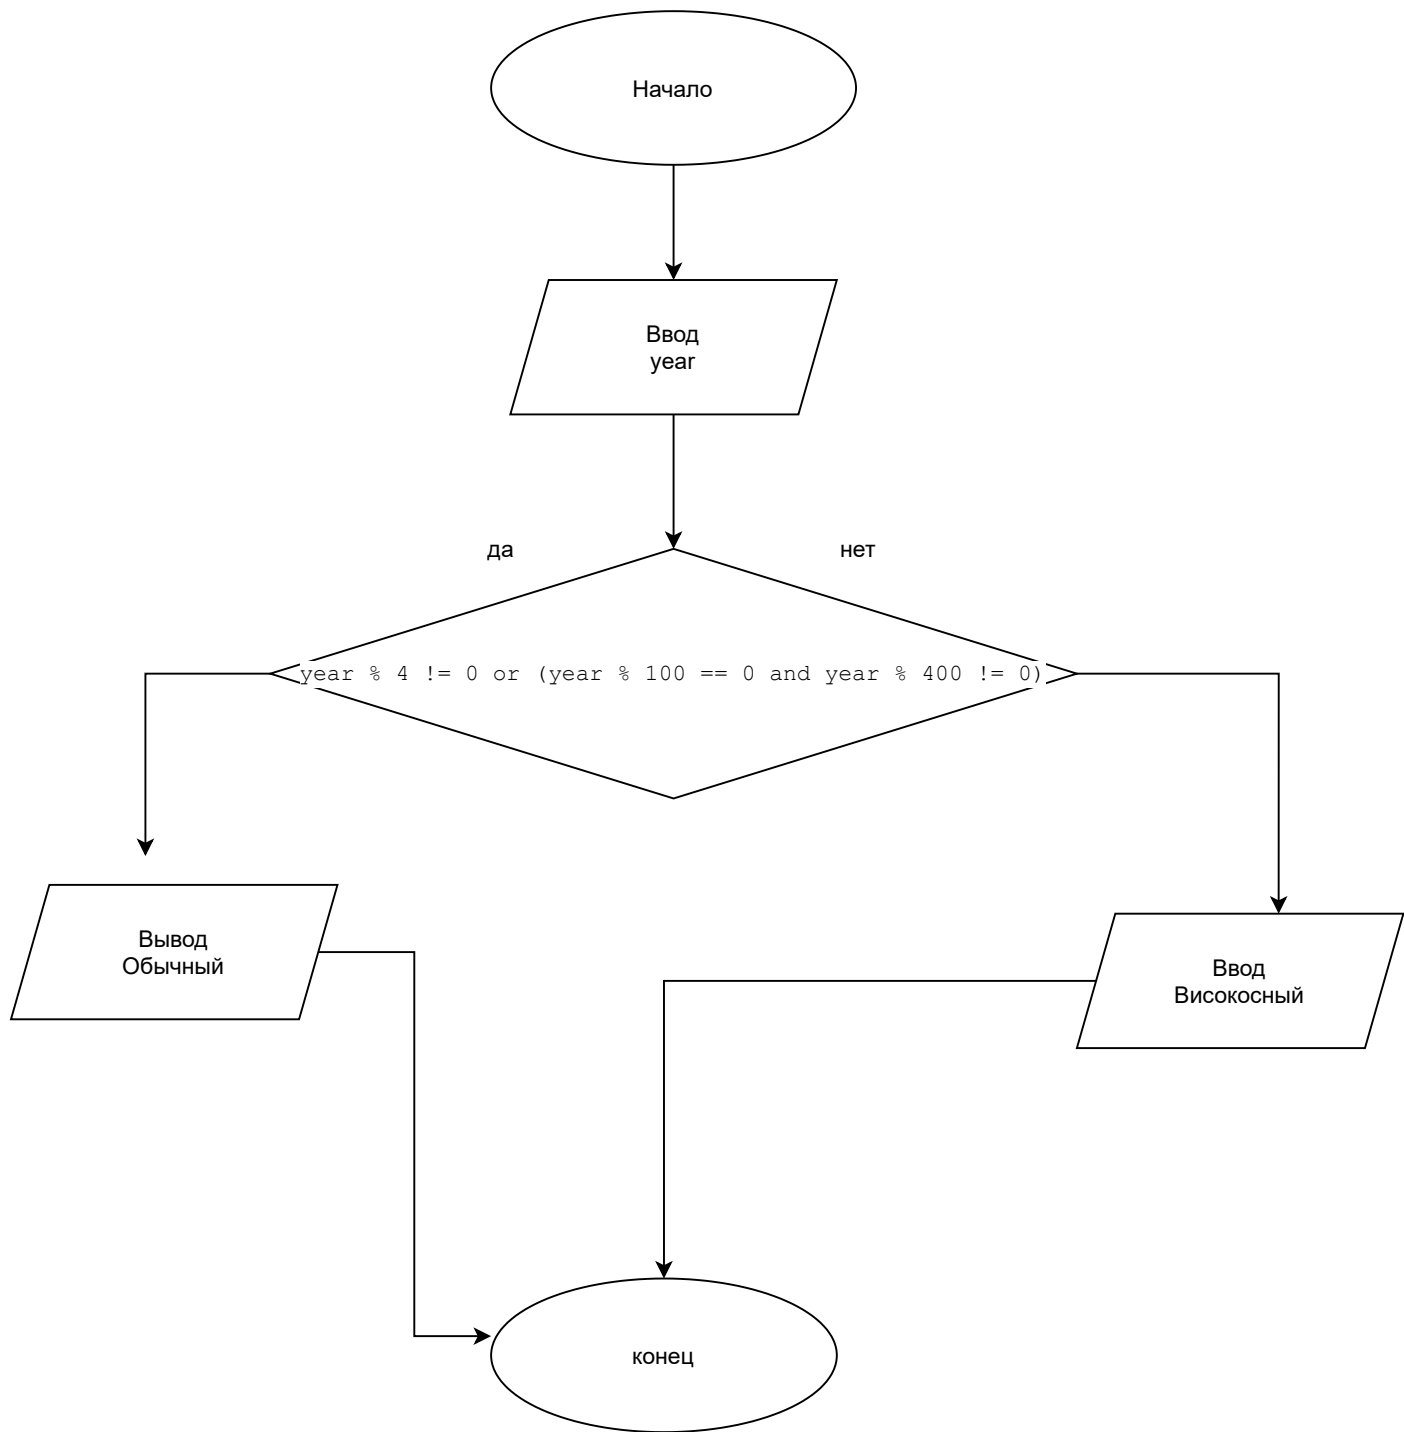 Начало
Ввод
year
да
нет
year % 4 != 0 or (year % 100 == 0 and year % 400 != 0)
Вывод
Обычный
Ввод
Високосный
конец